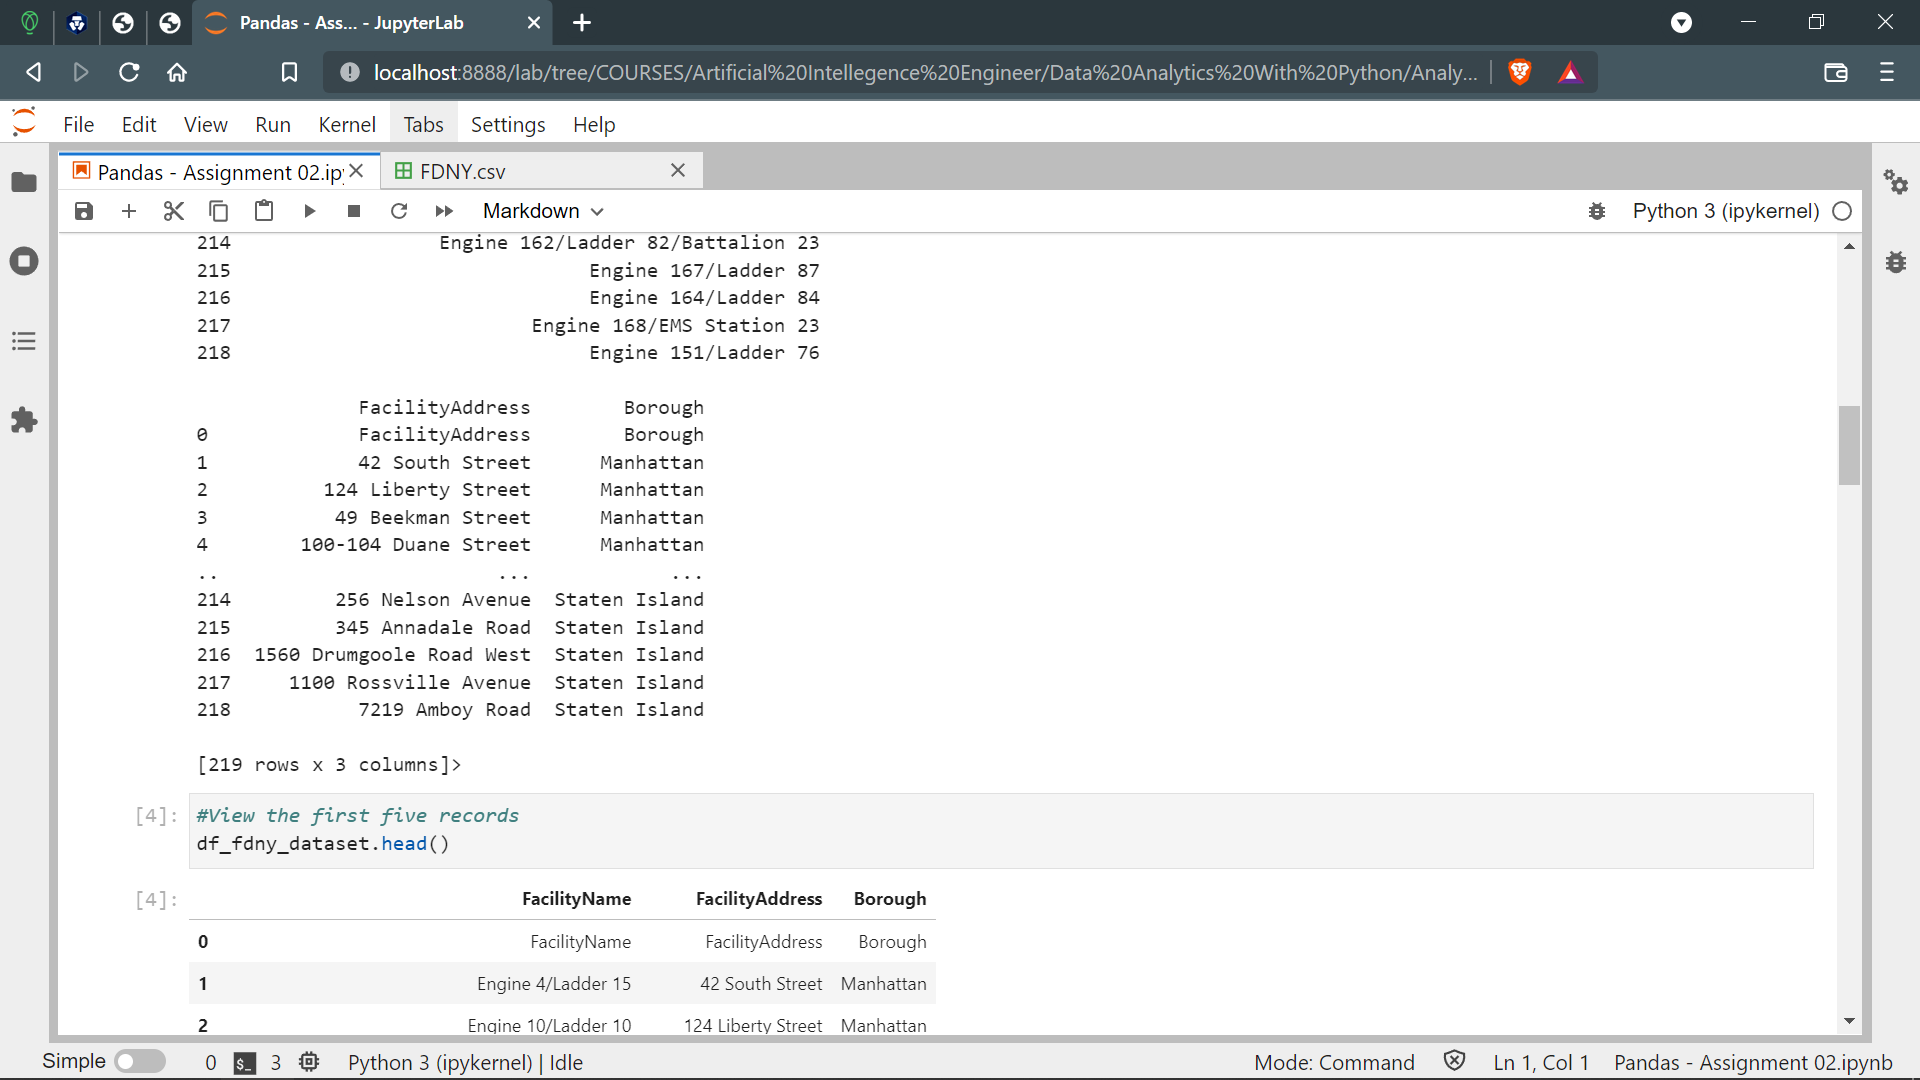 Pandas - Ass... - JupyterLab
localhost:8888/lab/tree/COURSES/Artificial%20Intellegence%20Engineer/Data%20Analytics%20With%20Python/Analy...
File Edit View Run Kernel Tabs Settings Help
Pandas - Assignment 02.ip
FDNY.csv
Markdown
Python 3 (ipykernel)
214 Engine 162/Ladder 82/Battalion 23
215 Engine 167/Ladder 87
216 Engine 164/Ladder 84
217 Engine 168/EMS Station 23
218 Engine 151/Ladder 76
FacilityAddress Borough
0 FacilityAddress Borough
1 42 South Street Manhattan
2 124 Liberty Street Manhattan
3 49 Beekman Street Manhattan
4 100-104 Duane Street Manhattan
.. ... ...
214 256 Nelson Avenue Staten Island
215 345 Annadale Road Staten Island
216 1560 Drumgoole Road West Staten Island
217 1100 Rossville Avenue Staten Island
218 7219 Amboy Road Staten Island
[219 rows x 3 columns]>
[4]: #View the first five records
df_fdny_dataset.head()
[4]: FacilityName FacilityAddress Borough
0 FacilityName FacilityAddress Borough
1 Engine 4/Ladder 15 42 South Street Manhattan
2 Engine 10/Ladder 10 124 Liberty Street Manhattan
Simple 0 $_ 3 Python 3 (ipykernel) | Idle Mode: Command Ln 1, Col 1 Pandas - Assignment 02.ipynb